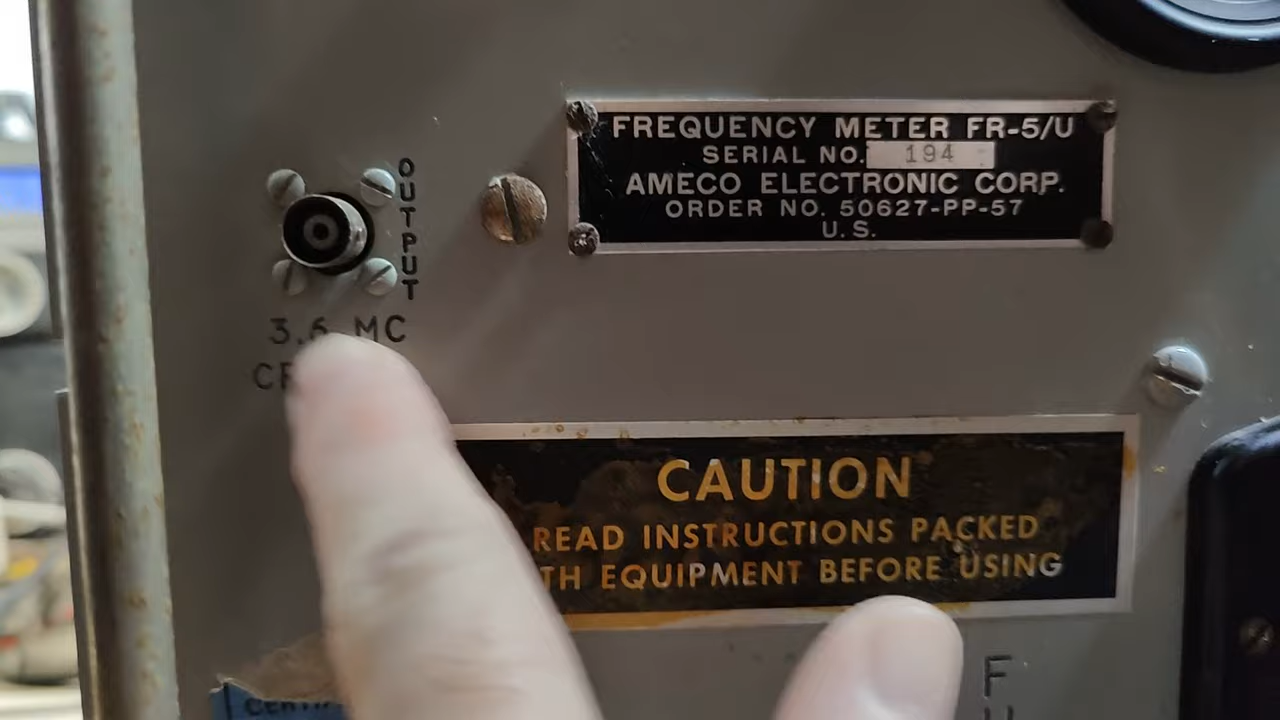 FREQUENCY METER FR-5/U
SERIAL NO. 194
AMECO ELECTRONIC CORP.
ORDER NO. 50627-PP-57
U.S.
OUTPUT
3.6 MC
CAUTION
READ INSTRUCTIONS PACKED
EQUIPMENT BEFORE USING